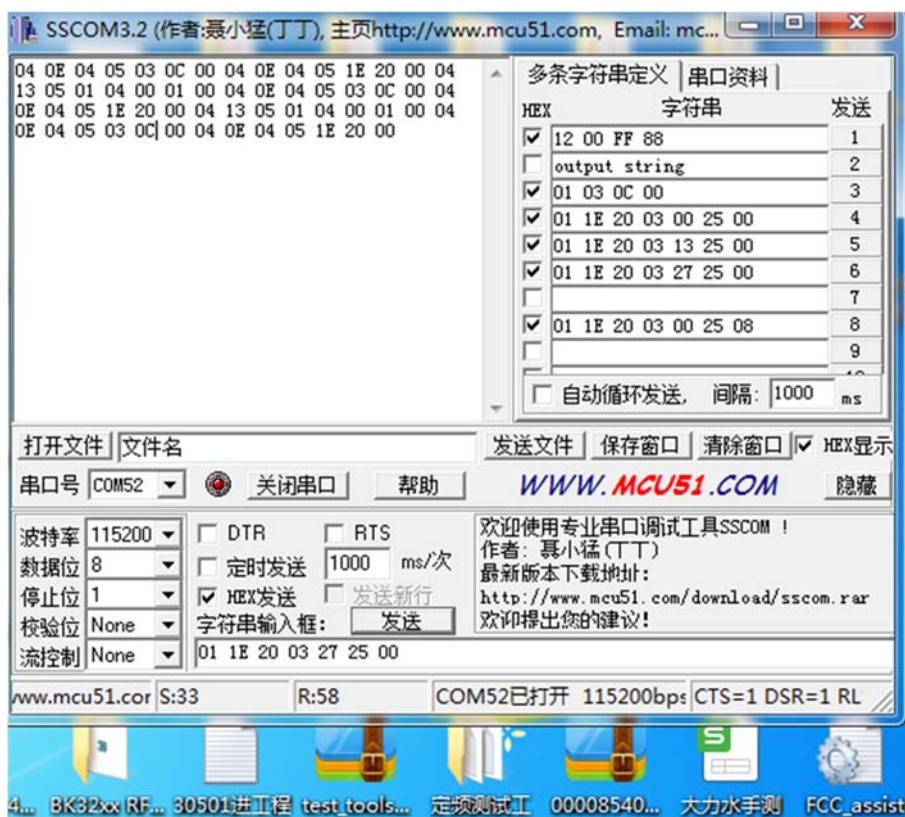 SSCOM3.2 (作者:聂小猛(丁丁), 主页http://www.mcu51.com, Email: mc...
04 0E 04 05 03 0C 00 04 0E 04 05 1E 20 00 04
13 05 01 04 00 01 00 04 0E 04 05 03 0C 00 04
0E 04 05 1E 20 00 04 13 05 01 04 00 01 00 04
0E 04 05 03 0C 00 04 0E 04 05 1E 20 00
多条字符串定义 串口资料
HEX 字符串 发送
12 00 FF 88 1
output string 2
01 03 0C 00 3
01 1E 20 03 00 25 00 4
01 1E 20 03 13 25 00 5
01 1E 20 03 27 25 00 6
7
01 1E 20 03 00 25 08 8
9
自动循环发送, 间隔: 1000 ms
打开文件 文件名 发送文件 保存窗口 清除窗口 HEX显示
串口号 COM52 关闭串口 帮助 WWW.MCU51.COM 隐藏
波特率 115200 DTR RTS
数据位 8 定时发送 1000 ms/次
停止位 1 HEX发送 发送新行
校验位 None 字符串输入框: 发送
流控制 None 01 1E 20 03 27 25 00
欢迎使用专业串口调试工具SSCOM !
作者: 聂小猛(丁丁)
最新版本下载地址:
http://www.mcu51.com/download/sscom.rar
欢迎提出您的建议!
www.mcu51.cor S:33 R:58 COM52已打开 115200bps CTS=1 DSR=1 RL
4... BK32xx RF... 30501进工程 test_tools... 定频测试工 00008540... 大力水手测 FCC_assist